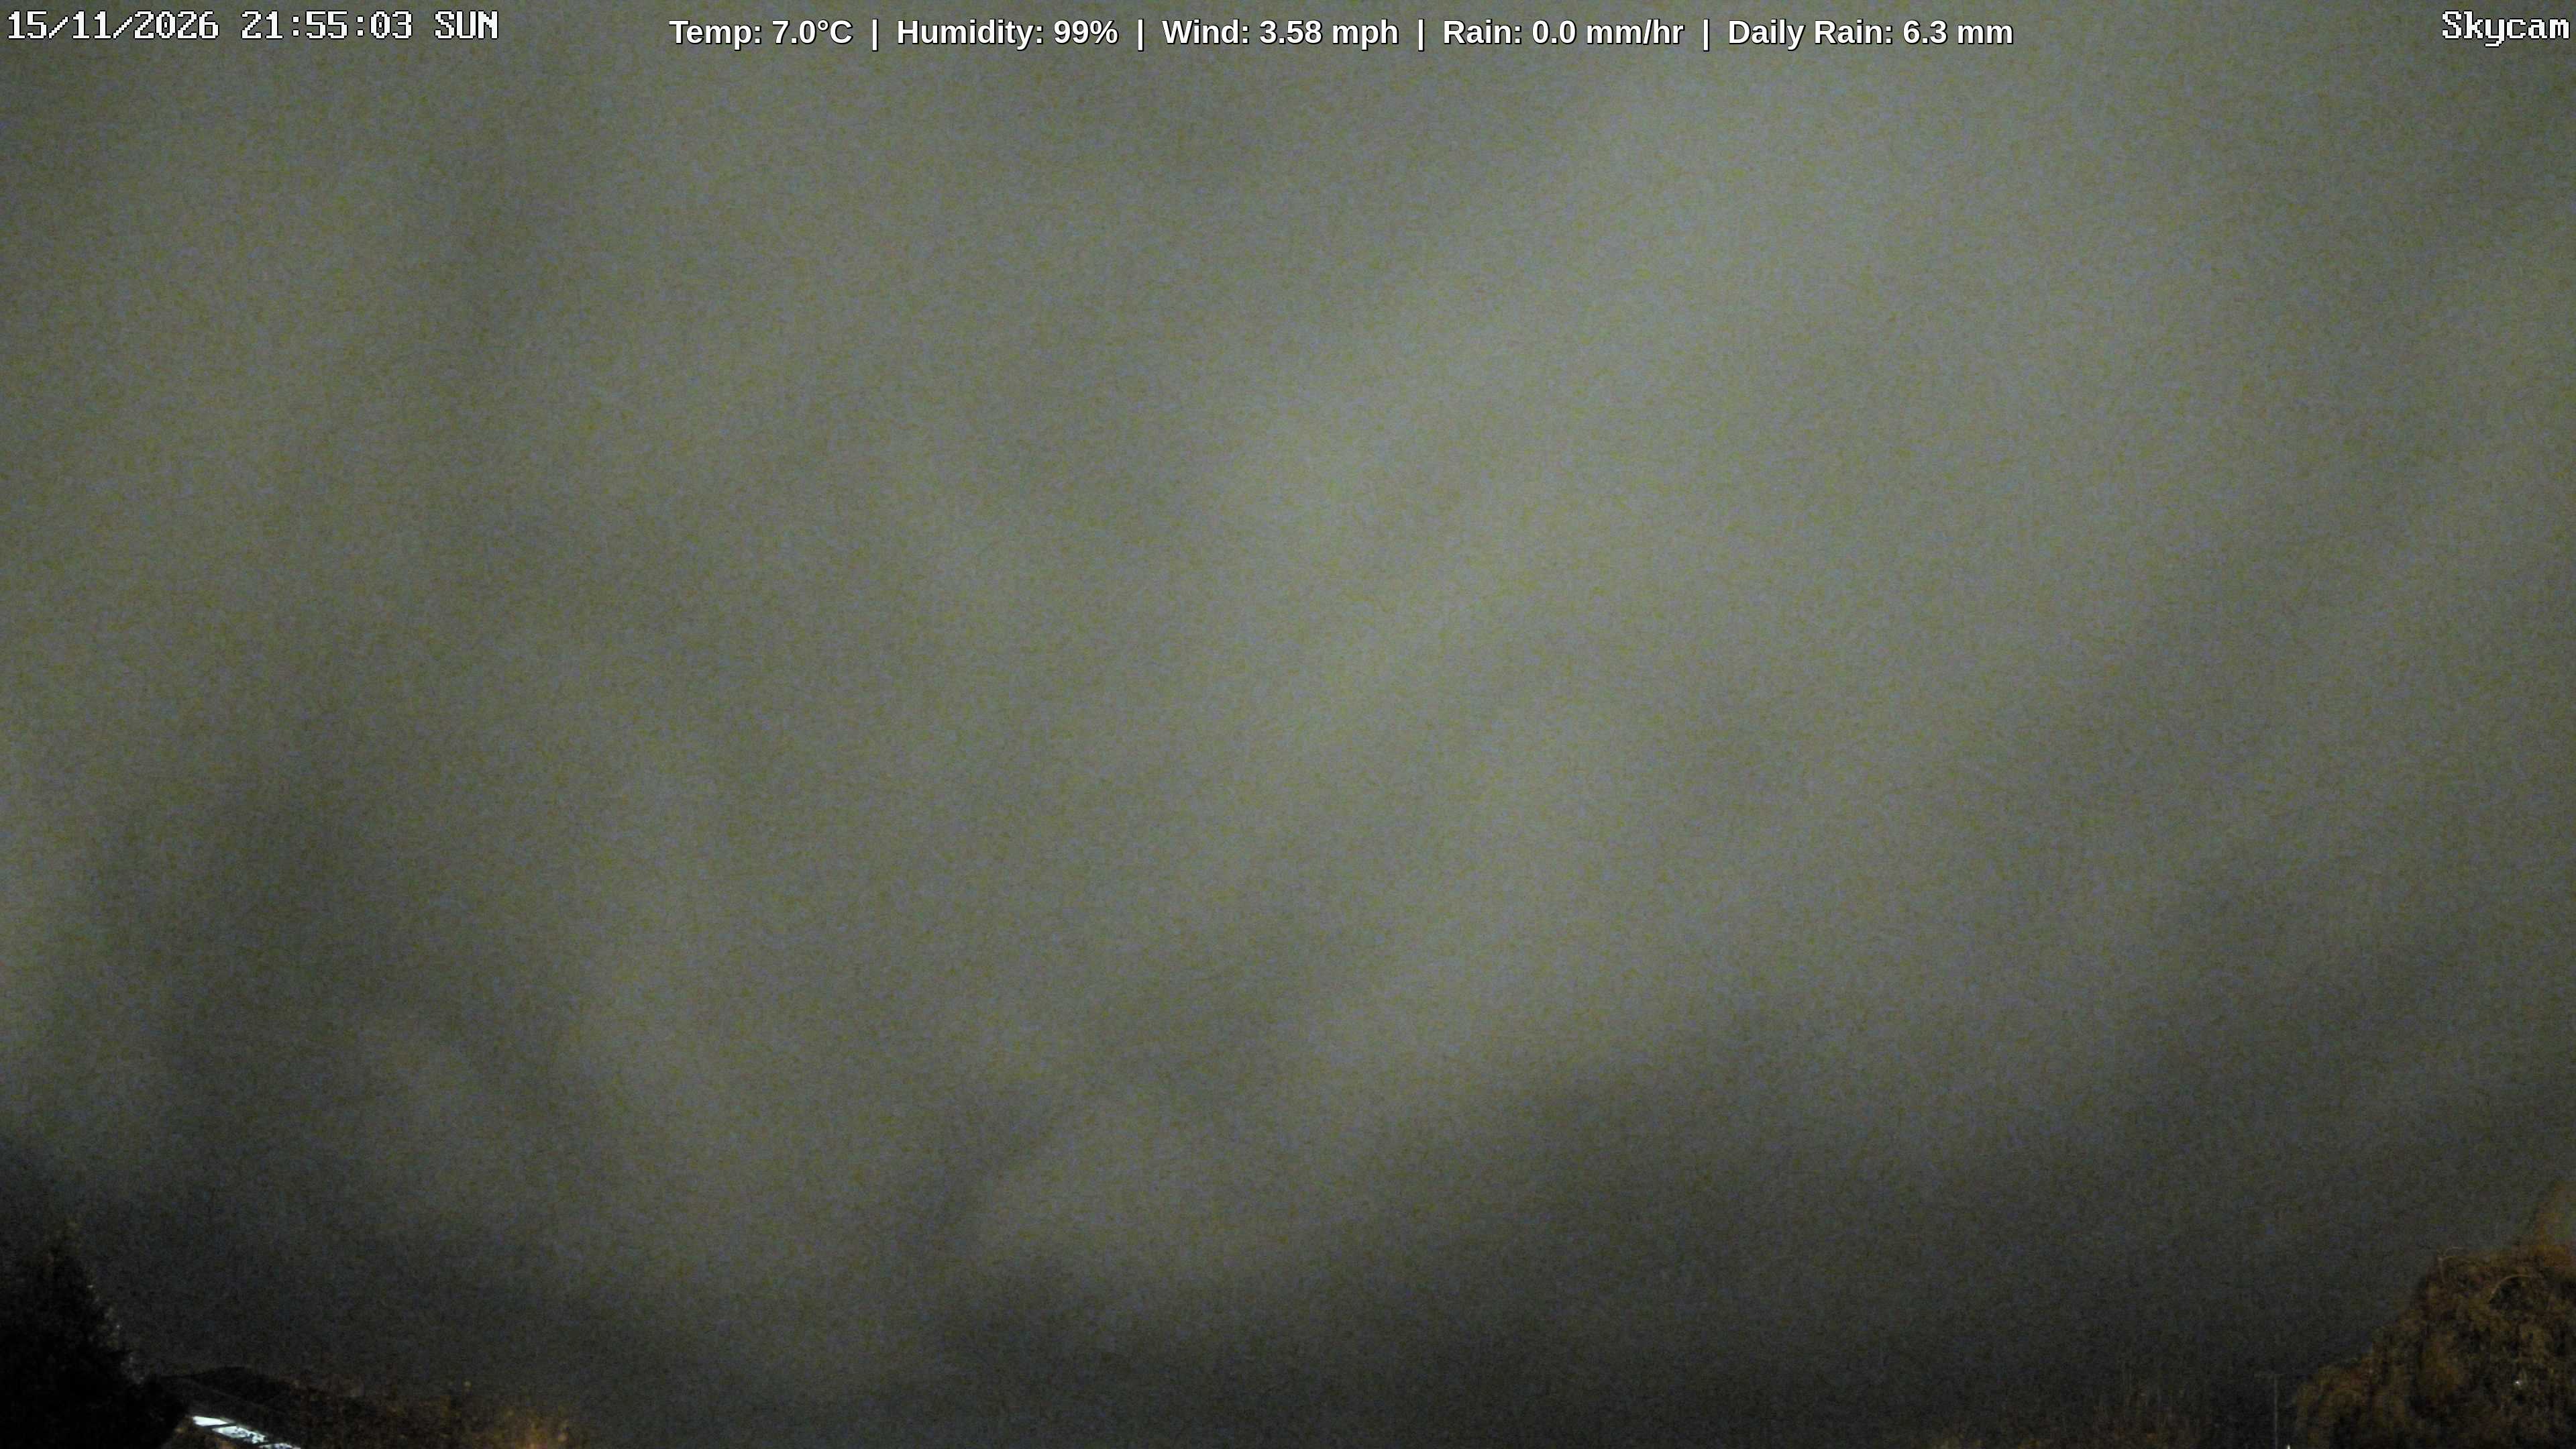 15/11/2026 21:55:03 SUN
Temp: 7.0°C | Humidity: 99% | Wind: 3.58 mph | Rain: 0.0 mm/hr | Daily Rain: 6.3 mm
Skycam